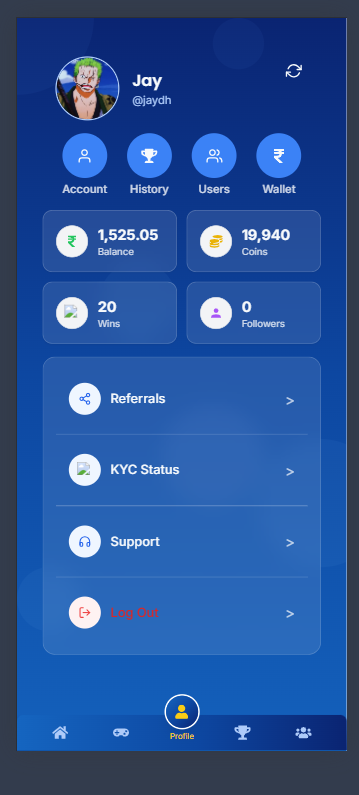 Jay
@jaydh
Account
History
Users
Wallet
1,525.05
Balance
19,940
Coins
20
Wins
0
Followers
Referrals
>
KYC Status
>
Support
>
Log Out
>
Profile